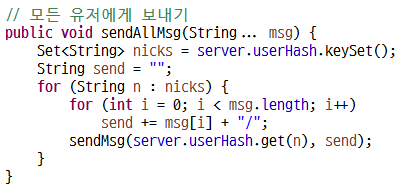 // 모든 유저에게 보내기
public void sendAllMsg(String... msg) {
    Set<String> nicks = server.userHash.keySet();
    String send = "";
    for (String n : nicks) {
        for (int i = 0; i < msg.length; i++)
            send += msg[i] + "/";
        sendMsg(server.userHash.get(n), send);
    }
}